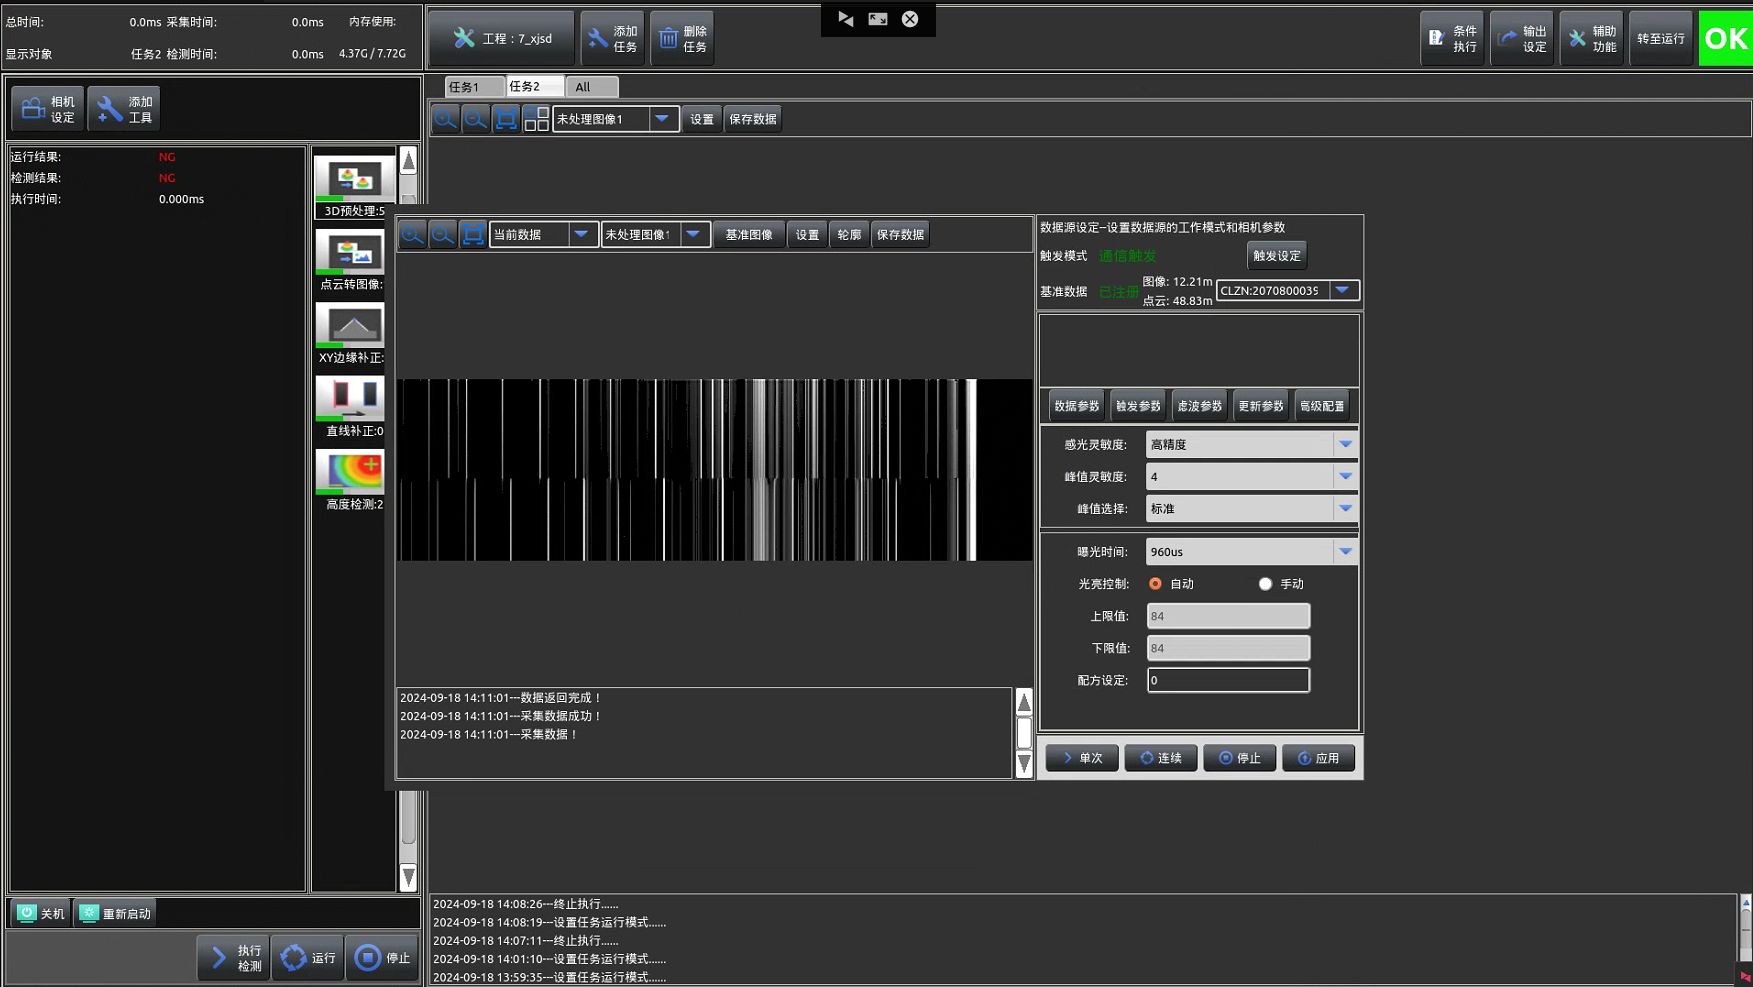 总时间: 0.0ms 采集时间: 0.0ms 内存使用:
显示对象 任务2 检测时间: 0.0ms 4.37G / 7.72G
工程：7_xjsd
添加
任务
删除
任务
条件
执行
输出
设定
辅助
功能
转至运行
OK
相机
设定
添加
工具
任务1 任务2 All
未处理图像1 设置 保存数据
运行结果: NG
检测结果: NG
执行时间: 0.000ms
3D预处理:5
点云转图像:
XY边缘补正:
直线补正:0
高度检测:2
当前数据 未处理图像1 基准图像 设置 轮廓 保存数据
数据源设定--设置数据源的工作模式和相机参数
触发模式 通信触发 触发设定
基准数据 已注册 图像: 12.21m
点云: 48.83m
CLZN:207080003
数据参数 触发参数 滤波参数 更新参数 高级配置
感光灵敏度: 高精度
峰值灵敏度: 4
峰值选择: 标准
曝光时间: 960us
光亮控制: 自动 手动
上限值: 84
下限值: 84
配方设定: 0
单次 连续 停止 应用
2024-09-18 14:11:01---数据返回完成！
2024-09-18 14:11:01---采集数据成功！
2024-09-18 14:11:01---采集数据！
关机 重新启动
执行
检测
运行 停止
2024-09-18 14:08:26---终止执行......
2024-09-18 14:08:19---设置任务运行模式......
2024-09-18 14:07:11---终止执行......
2024-09-18 14:01:10---设置任务运行模式......
2024-09-18 13:59:35---设置任务运行模式......